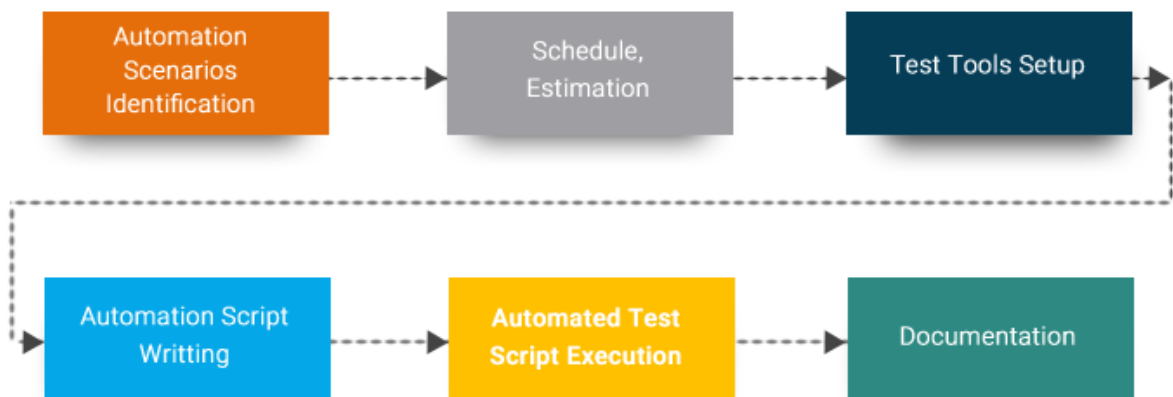 Automation
Scenarios
Identification
Schedule,
Estimation
Test Tools Setup
Automation Script
Writting
Automated Test
Script Execution
Documentation